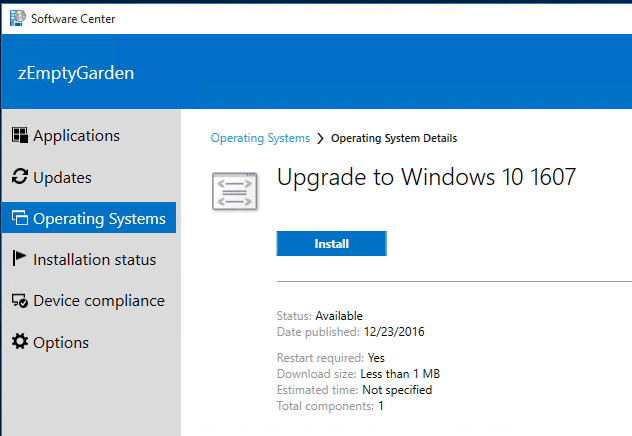 Software Center
zEmptyGarden
Applications
Updates
Operating Systems
Installation status
Device compliance
Options
Operating Systems > Operating System Details
Upgrade to Windows 10 1607
Install
Status: Available
Date published: 12/23/2016
Restart required: Yes
Download size: Less than 1 MB
Estimated time: Not specified
Total components: 1